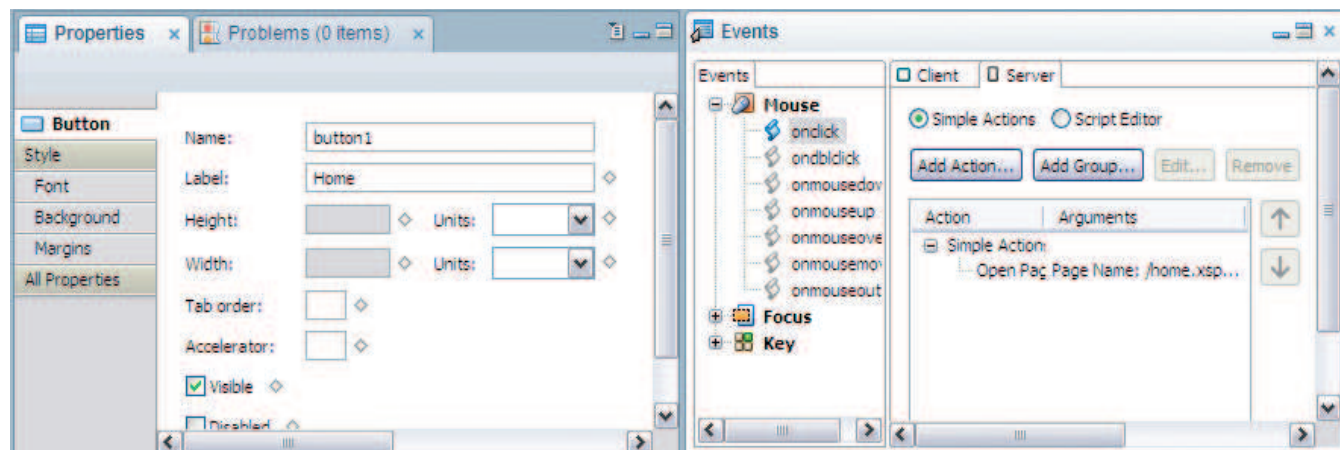 Properties
Problems (0 items)
Button
Style
Font
Background
Margins
All Properties
Name: button1
Label: Home
Height: Units:
Width: Units:
Tab order:
Accelerator:
Visible
Disabled
Events
Events
Mouse
onclick
ondblclick
onmousedov
onmouseup
onmouseove
onmousemov
onmouseout
Focus
Key
Client Server
Simple Actions Script Editor
Add Action... Add Group... Edit... Remove
Action Arguments
Simple Action
Open Pag Page Name: /home.xsp...